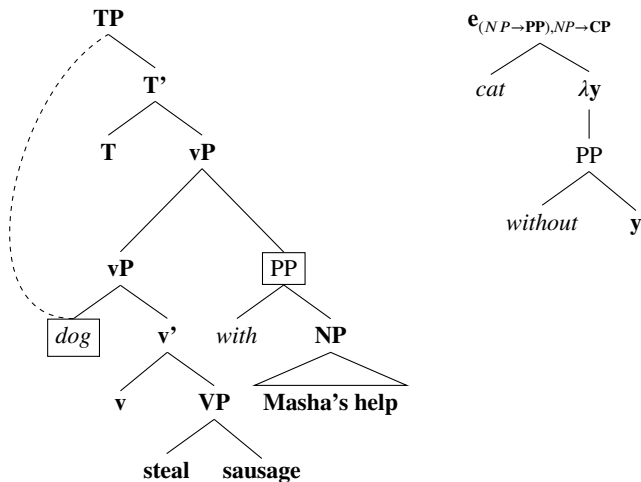 TP
e(NP→PP),NP→CP
T’
cat
λy
T
vP
PP
without
y
vP
PP
dog
v’
with
NP
v
VP
Masha’s help
steal
sausage